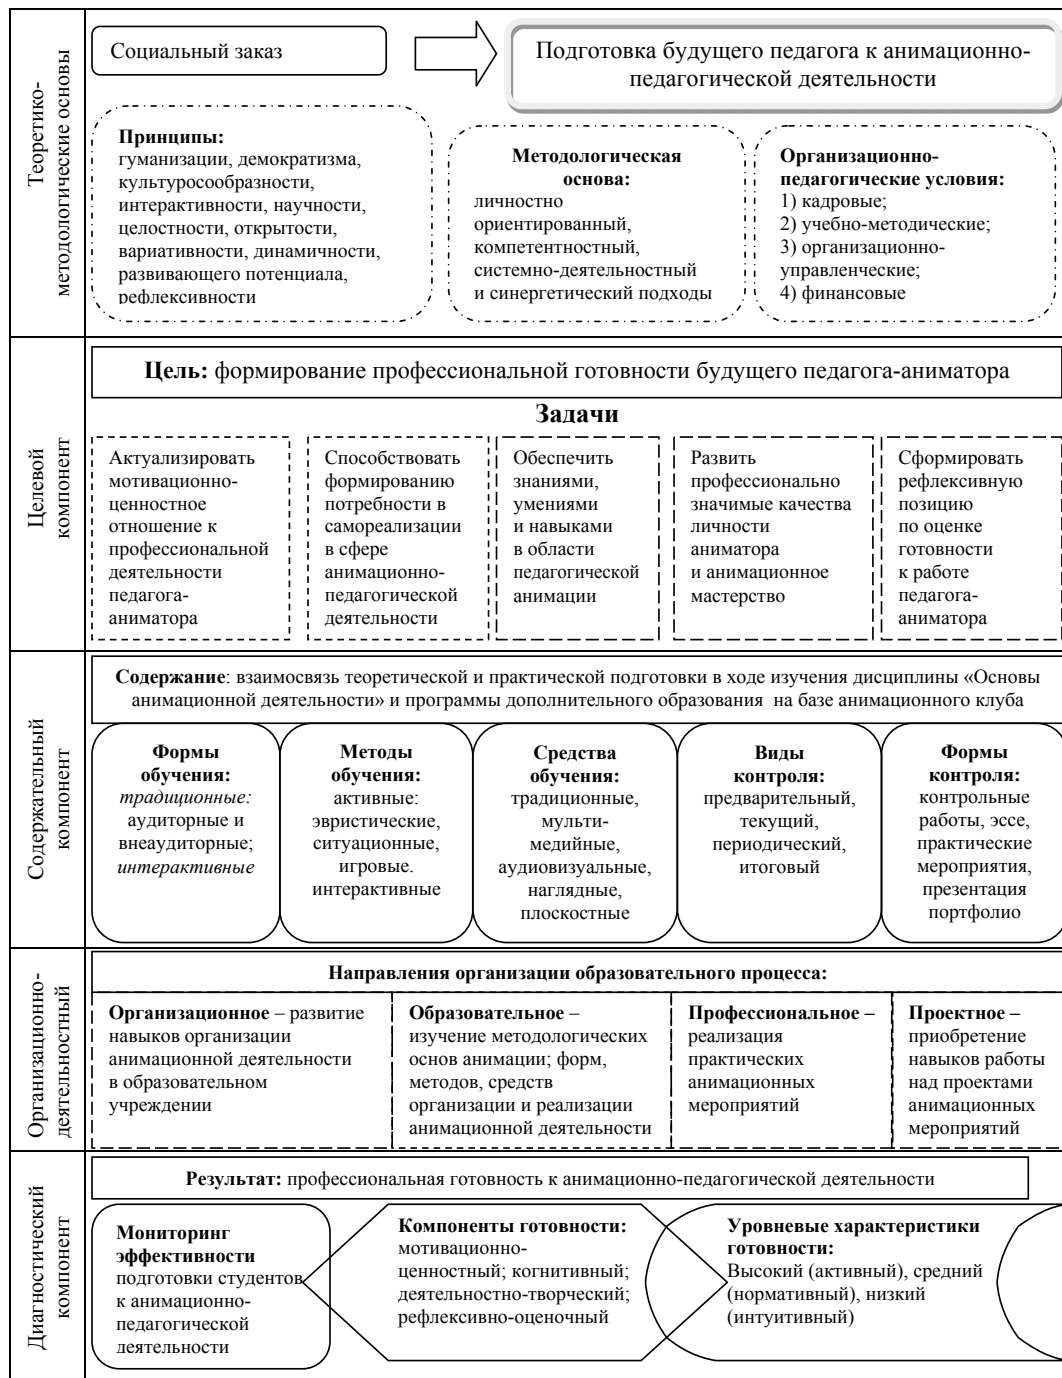 Теоретико-
методологические основы
Социальный заказ
Подготовка будущего педагога к анимационно-
педагогической деятельности
Принципы:
гуманизации, демократизма,
культуросообразности,
интерактивности, научности,
целостности, открытости,
вариативности, динамичности,
развивающего потенциала,
рефлексивности
Методологическая
основа:
личностно
ориентированный,
компетентностный,
системно-деятельностный
и синергетический подходы
Организационно-
педагогические условия:
1) кадровые;
2) учебно-методические;
3) организационно-
управленческие;
4) финансовые
Целевой
компонент
Цель: формирование профессиональной готовности будущего педагога-аниматора
Задачи
Актуализировать
мотивационно-
ценностное
отношение к
профессиональной
деятельности
педагога-
аниматора
Способствовать
формированию
потребности в
самореализации
в сфере
анимационно-
педагогической
деятельности
Обеспечить
знаниями,
умениями
и навыками
в области
педагогической
анимации
Развить
профессионально
значимые качества
личности
аниматора
и анимационное
мастерство
Сформировать
рефлексивную
позицию
по оценке
готовности
к работе
педагога-
аниматора
Содержательный
компонент
Содержание: взаимосвязь теоретической и практической подготовки в ходе изучения дисциплины «Основы
анимационной деятельности» и программы дополнительного образования на базе анимационного клуба
Формы
обучения:
традиционные:
аудиторные и
внеаудиторные;
интерактивные
Методы
обучения:
активные:
эвристические,
ситуационные,
игровые.
интерактивные
Средства
обучения:
традиционные,
мульти-
медийные,
аудиовизуальные,
наглядные,
плоскостные
Виды
контроля:
предварительный,
текущий,
периодический,
итоговый
Формы
контроля:
контрольные
работы, эссе,
практические
мероприятия,
презентация
портфолио
Организационно-
деятельностный
Направления организации образовательного процесса:
Организационное – развитие
навыков организации
анимационной деятельности
в образовательном
учреждении
Образовательное –
изучение методологических
основ анимации; форм,
методов, средств
организации и реализации
анимационной деятельности
Профессиональное –
реализация
практических
анимационных
мероприятий
Проектное –
приобретение
навыков работы
над проектами
анимационных
мероприятий
Диагностический
компонент
Результат: профессиональная готовность к анимационно-педагогической деятельности
Мониторинг
эффективности
подготовки студентов
к анимационно-
педагогической
деятельности
Компоненты готовности:
мотивационно-
ценностный; когнитивный;
деятельностно-творческий;
рефлексивно-оценочный
Уровневые характеристики
готовности:
Высокий (активный), средний
(нормативный), низкий
(интуитивный)